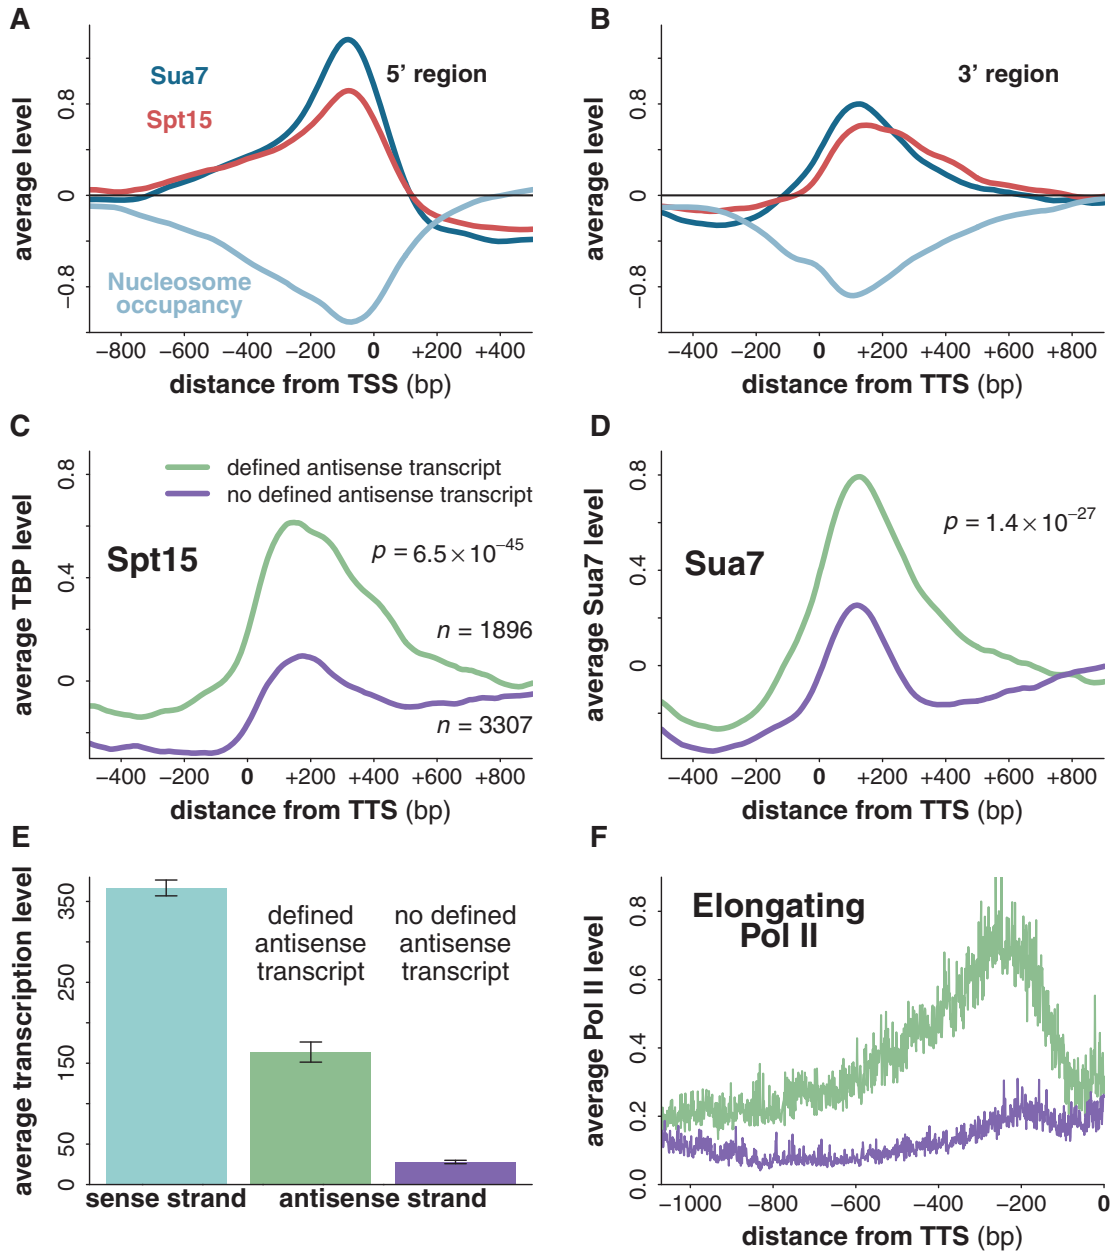 A
Sua7
Spt15
5’ region
Nucleosome
occupancy
average level
0.8
0
−0.8
−800 −600 −400 −200 0 +200 +400
distance from TSS (bp)
B
3’ region
average level
0.8
0
−0.8
−400 −200 0 +200 +400 +600 +800
distance from TTS (bp)
C
defined antisense transcript
no defined antisense transcript
Spt15
p = 6.5 × 10−45
n = 1896
n = 3307
average TBP level
0.8
0.4
0
−400 −200 0 +200 +400 +600 +800
distance from TTS (bp)
D
Sua7
p = 1.4 × 10−27
average Sua7 level
0.8
0.4
0
−400 −200 0 +200 +400 +600 +800
distance from TTS (bp)
E
average transcription level
350
250
150
50
0
defined
antisense
transcript
no defined
antisense
transcript
sense strand
antisense strand
F
Elongating
Pol II
average Pol II level
0.8
0.6
0.4
0.2
0.0
−1000 −800 −600 −400 −200 0
distance from TTS (bp)